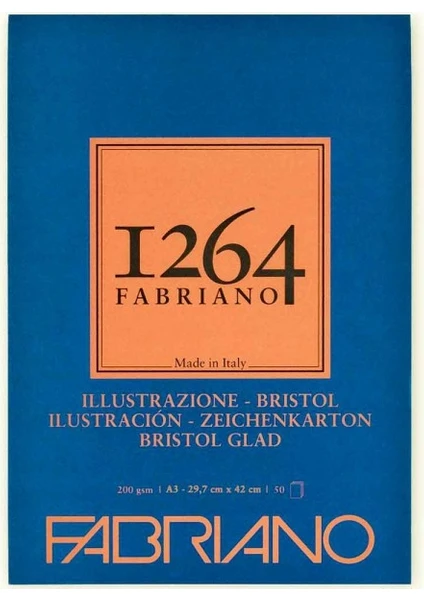 1264
FABRIANO
Made in Italy
ILLUSTRAZIONE - BRISTOL
ILUSTRACIÓN - ZEICHENKARTON
BRISTOL GLAD
200 gsm | A3 - 29,7 cm x 42 cm | 50
FABRIANO